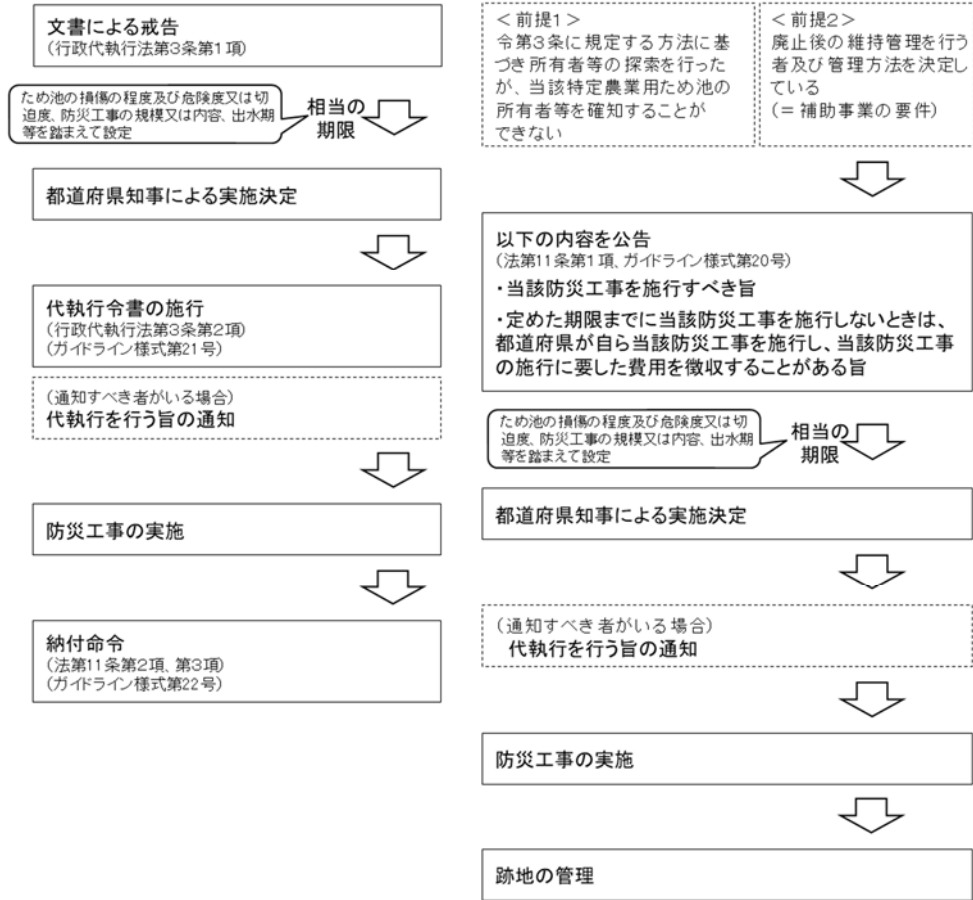 文書による戒告
(行政代執行法第3条第1項)
ため池の損傷の程度及び危険度又は切
迫度、防災工事の規模又は内容、出水期
等を踏まえて設定
相当の
期限
都道府県知事による実施決定
代執行令書の施行
(行政代執行法第3条第2項)
(ガイドライン様式第21号)
(通知すべき者がいる場合)
代執行を行う旨の通知
防災工事の実施
納付命令
(法第11条第2項、第3項)
(ガイドライン様式第22号)
＜前提1＞
令第3条に規定する方法に基
づき所有者等の探索を行った
が、当該特定農業用ため池の
所有者等を確知することが
できない
＜前提2＞
廃止後の維持管理を行う
者及び管理方法を決定し
ている
(＝補助事業の要件)
以下の内容を公告
(法第11条第1項、ガイドライン様式第20号)
・当該防災工事を施行すべき旨
・定めた期限までに当該防災工事を施行しないときは、
都道府県が自ら当該防災工事を施行し、当該防災工事
の施行に要した費用を徴収することがある旨
ため池の損傷の程度及び危険度又は切
迫度、防災工事の規模又は内容、出水期
等を踏まえて設定
相当の
期限
都道府県知事による実施決定
(通知すべき者がいる場合)
代執行を行う旨の通知
防災工事の実施
跡地の管理